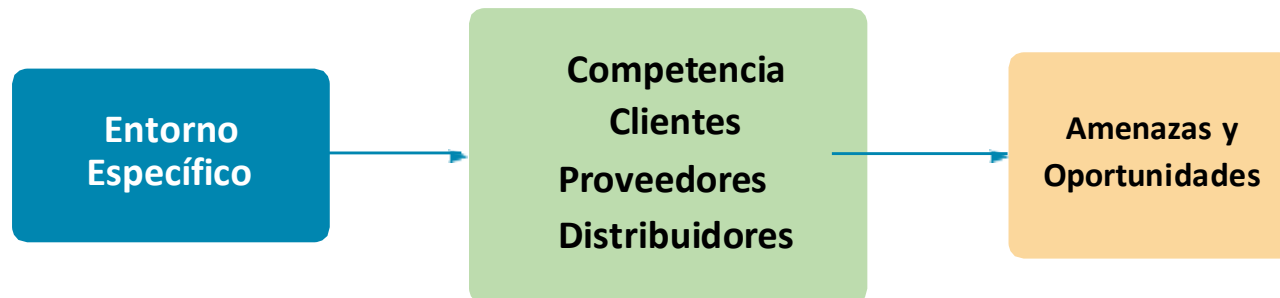 Entorno
Específico
Competencia
Clientes
Proveedores
Distribuidores
Amenazas y
Oportunidades